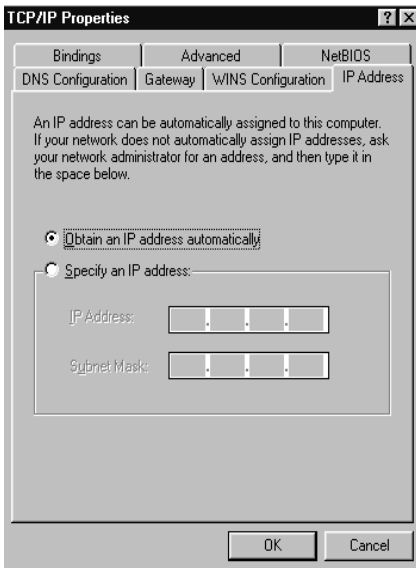 TCP/IP Properties ? X
Bindings Advanced NetBIOS
DNS Configuration Gateway WINS Configuration IP Address
An IP address can be automatically assigned to this computer.
If your network does not automatically assign IP addresses, ask
your network administrator for an address, and then type it in
the space below.
Obtain an IP address automatically
Specify an IP address:
IP Address: . . .
Subnet Mask: . . .
OK Cancel